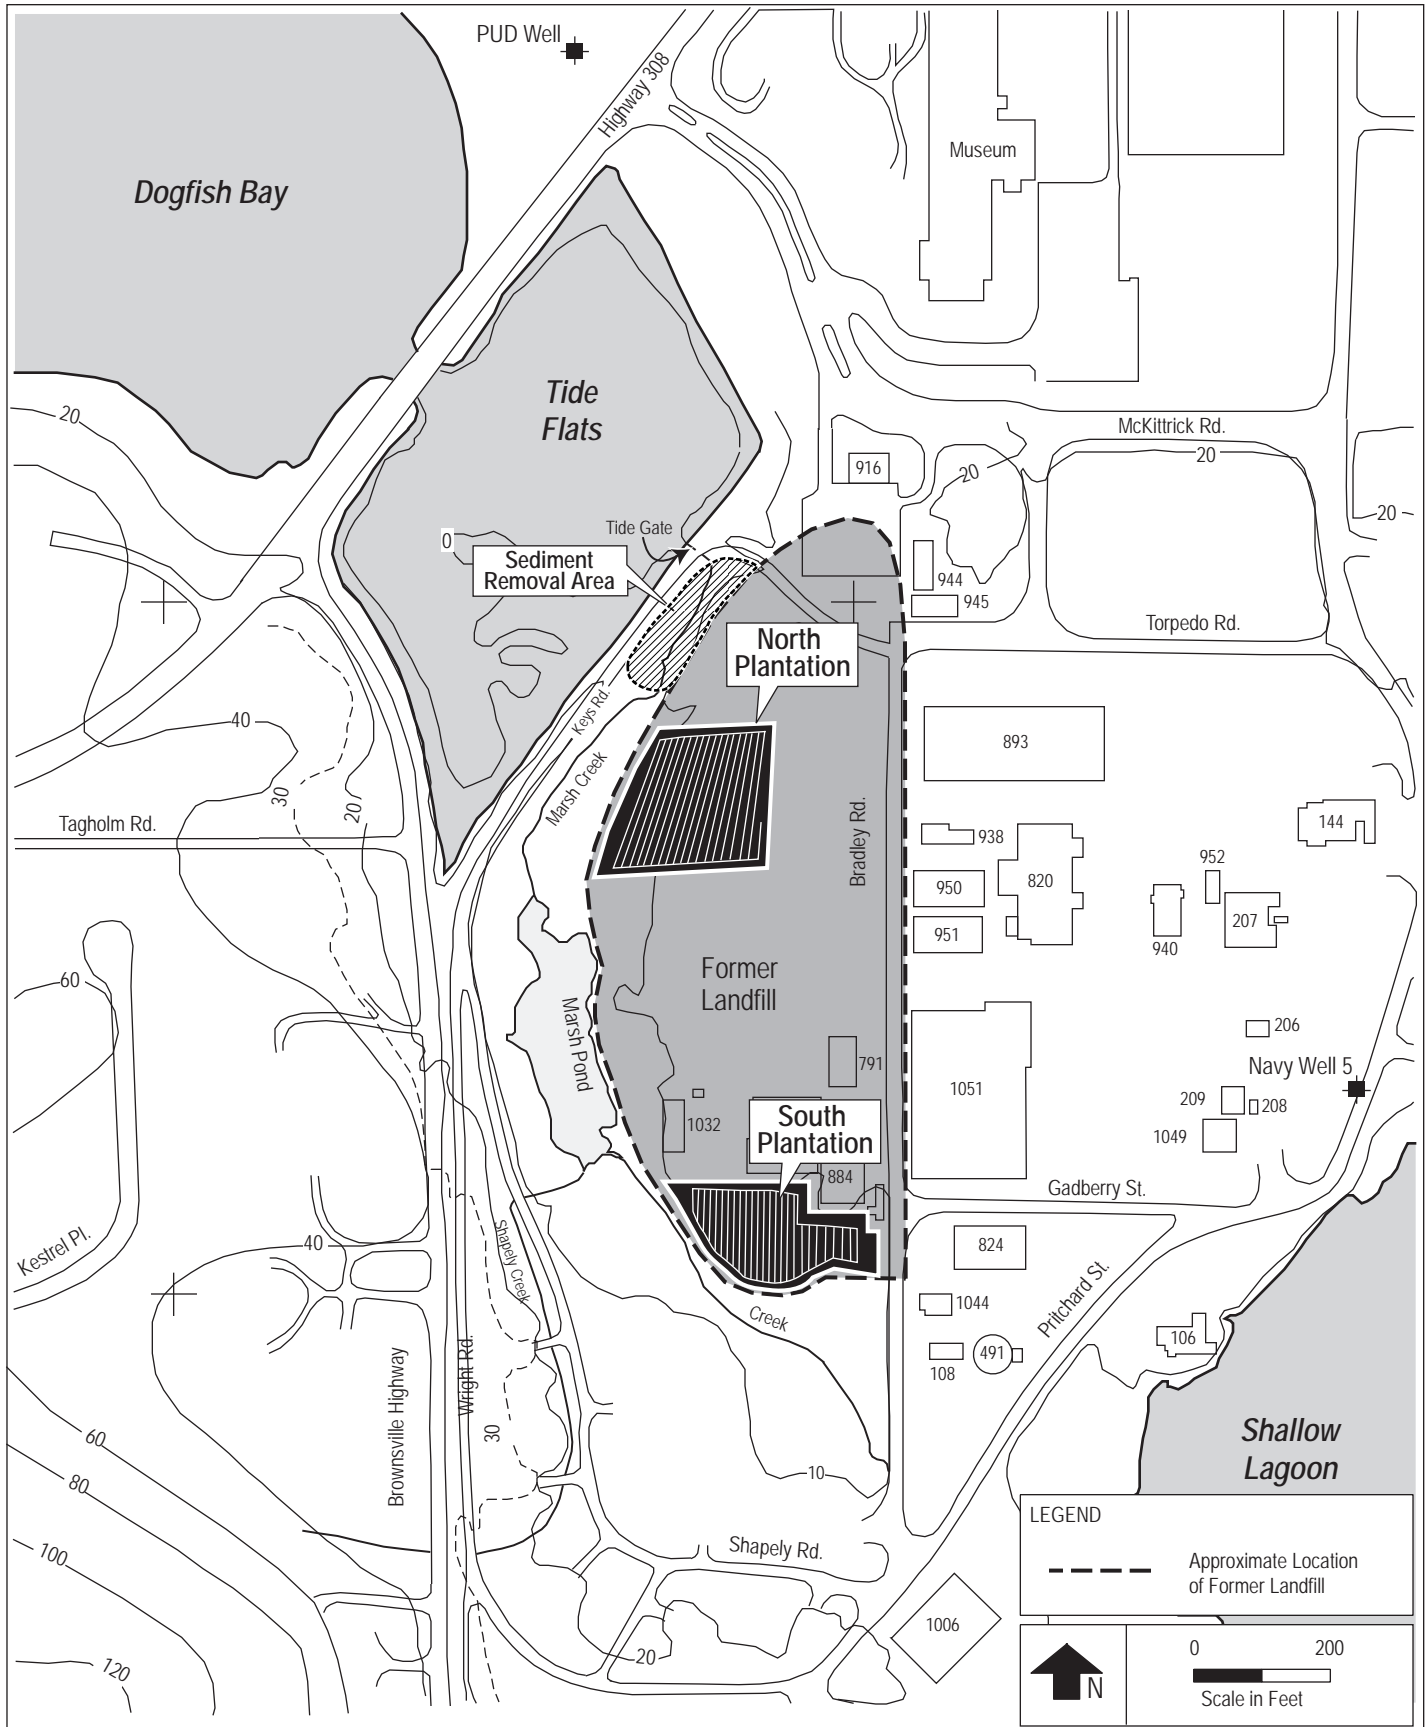 PUD Well
Highway 308
Museum
Dogfish Bay
Tide
Flats
20
McKittrick Rd.
20
916
20
20
0
Tide Gate
Sediment
Removal Area
944
945
Torpedo Rd.
North
Plantation
Keys Rd.
40
893
Marsh Creek
30
20
Tagholm Rd.
Bradley Rd.
938
144
952
950
820
207
951
940
Former
Landfill
60
Marsh Pond
206
791
Navy Well 5
1051
209
208
1032
South
Plantation
1049
884
Gadberry St.
Kestrel Pl.
40
Shapely Creek
824
Pritchard St.
1044
Creek
106
491
108
Brownsville Highway
Wright Rd.
30
60
Shallow
Lagoon
80
10
LEGEND
100
Shapely Rd.
Approximate Location
of Former Landfill
1006
20
120
0 200
N
Scale in Feet